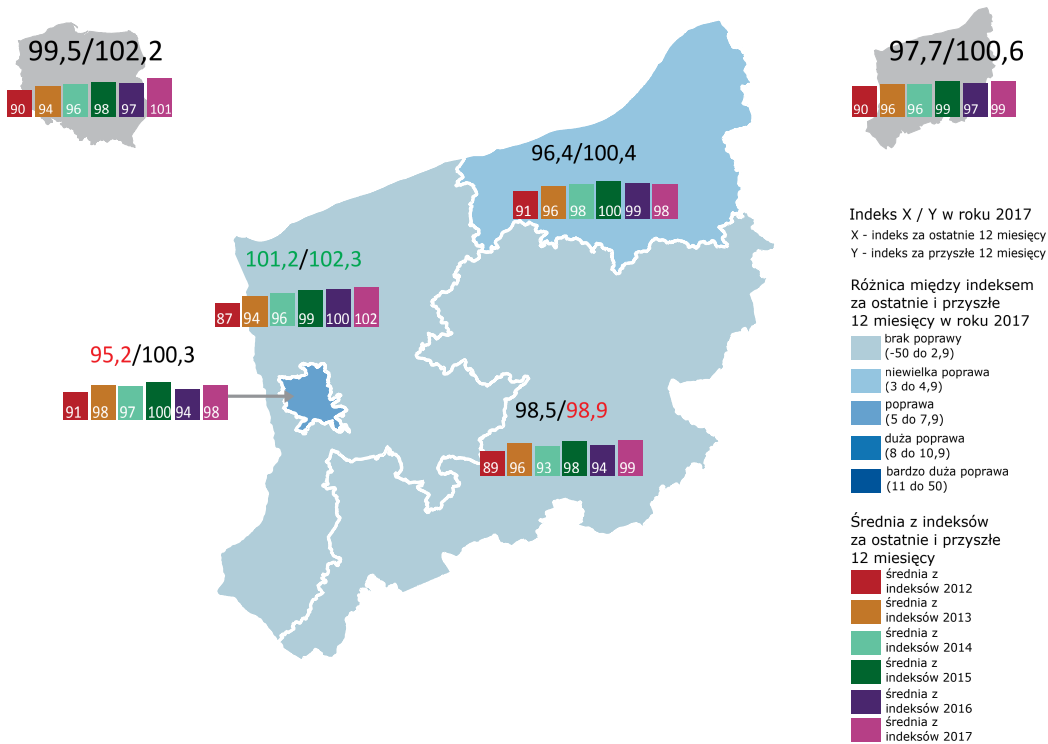 99,5/102,2
90 94 96 98 97 101
97,7/100,6
90 96 96 99 97 99
96,4/100,4
91 96 98 100 99 98
101,2/102,3
87 94 96 99 100 102
95,2/100,3
91 98 97 100 94 98
98,5/98,9
89 96 93 98 94 99
Indeks X / Y w roku 2017
X - indeks za ostatnie 12 miesięcy
Y - indeks za przyszłe 12 miesięcy
Różnica między indeksem
za ostatnie i przyszłe
12 miesięcy w roku 2017
brak poprawy
(-50 do 2,9)
niewielka poprawa
(3 do 4,9)
poprawa
(5 do 7,9)
duża poprawa
(8 do 10,9)
bardzo duża poprawa
(11 do 50)
Średnia z indeksów
za ostatnie i przyszłe
12 miesięcy
średnia z
indeksów 2012
średnia z
indeksów 2013
średnia z
indeksów 2014
średnia z
indeksów 2015
średnia z
indeksów 2016
średnia z
indeksów 2017